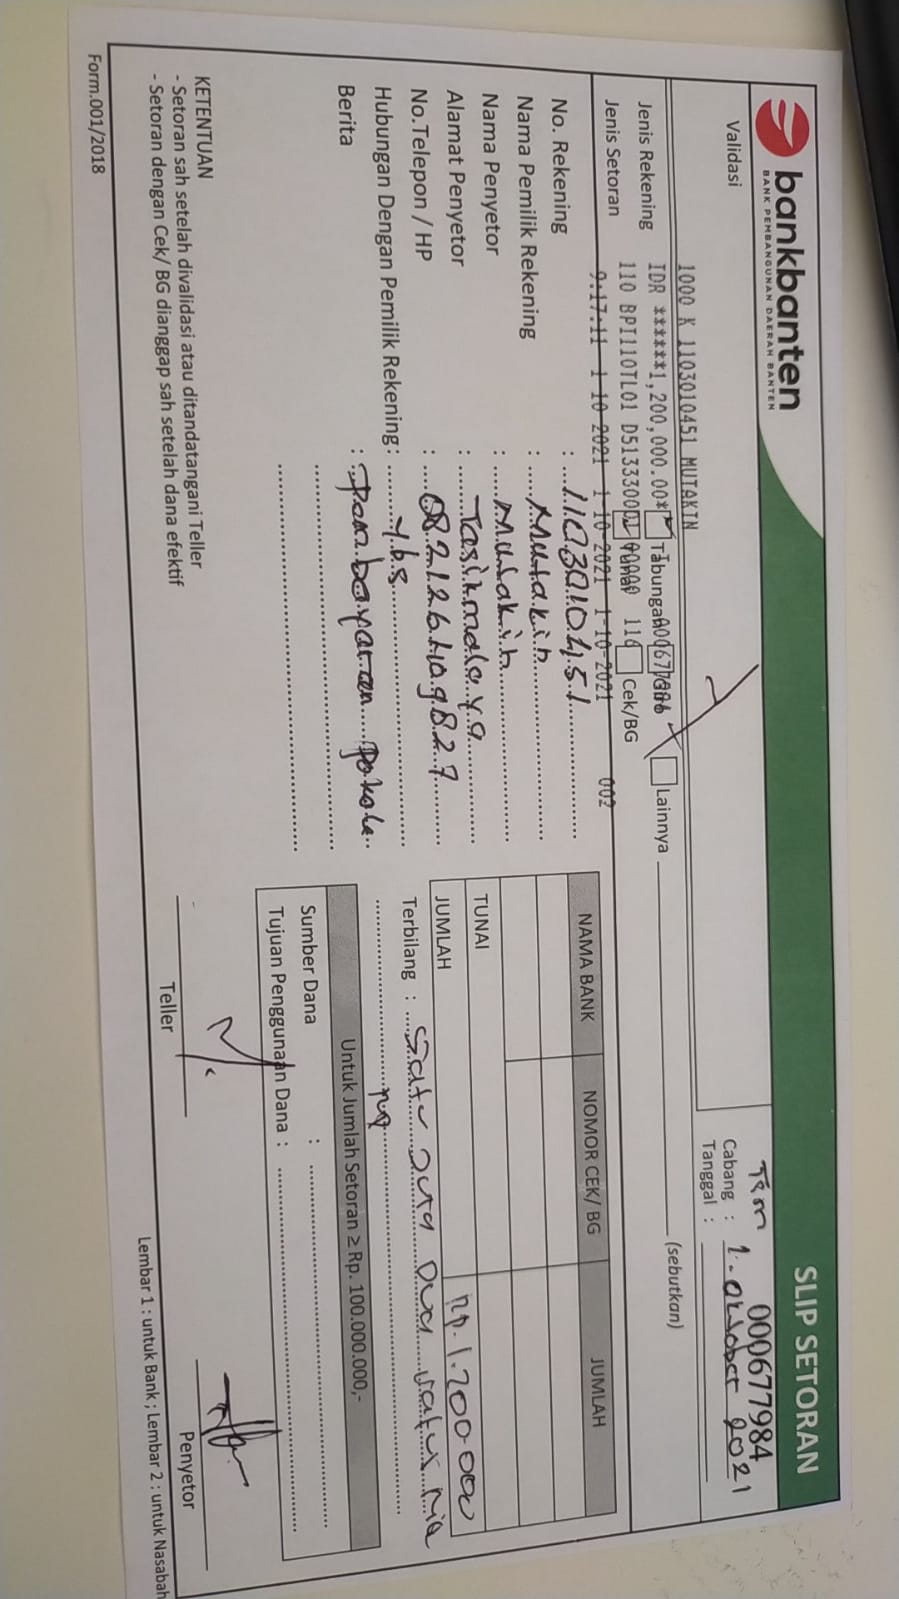 bankbanten
BANK PEMBANGUNAN DAERAH BANTEN
SLIP SETORAN
000677984
Validasi
Tsm
Cabang : 1. oktober 2021
Tanggal :
1000 K 1103010451 MUTAKIN
Jenis Rekening IDR ******1,200,000.00* Tabungan Giro Lainnya (sebutkan)
Jenis Setoran 110 BPI110TL01 D513330001 00000 110 Tunai Cek/BG
9:17:11 1 10 2021 1-10-2021 1-10-2021 002
No. Rekening : 1103010451
Nama Pemilik Rekening : Mutakin
Nama Penyetor : Mutakin
Alamat Penyetor : Tasikmalaya
No.Telepon / HP :
Hubungan Dengan Pemilik Rekening: ybs
Berita : Pembayaran Pokok
NAMA BANK NOMOR CEK/ BG JUMLAH
TUNAI
JUMLAH Rp. 1.200.000
Terbilang : Satu Juta Dua ratus ribu
rp
Untuk Jumlah Setoran ≥ Rp. 100.000.000,-
Sumber Dana :
Tujuan Penggunaan Dana :
KETENTUAN
- Setoran sah setelah divalidasi atau ditandatangani Teller
- Setoran dengan Cek/ BG dianggap sah setelah dana efektif
Teller
Penyetor
Form.001/2018
Lembar 1 : untuk Bank ; Lembar 2 : untuk Nasabah